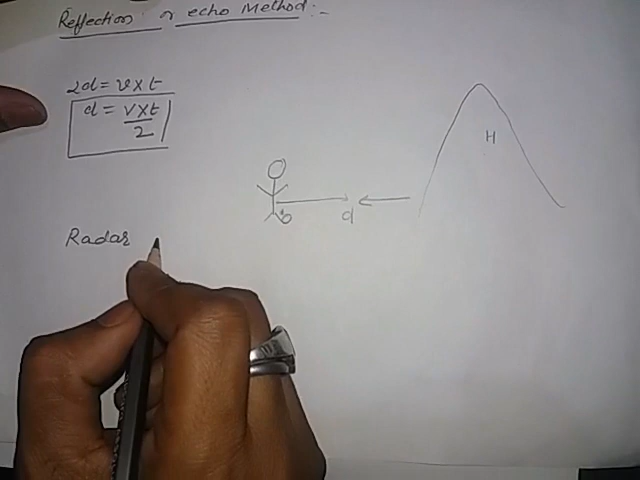 Reflection or echo Method:-
2d = v x t
d = v x t / 2
H
d
Radar